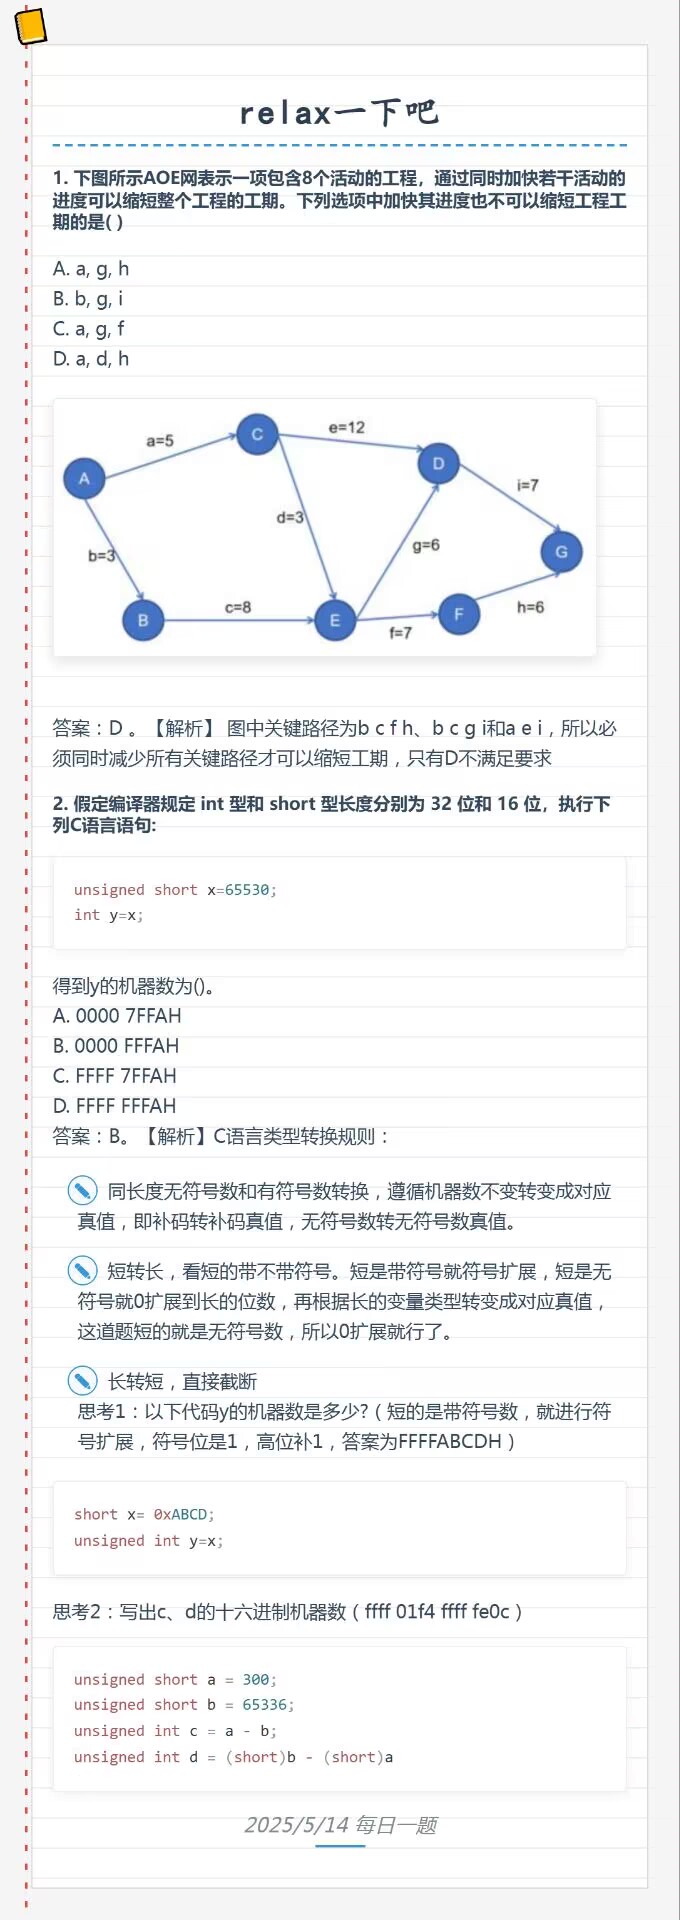 relax一下吧
1. 下图所示AOE网表示一项包含8个活动的工程，通过同时加快若干活动的
进度可以缩短整个工程的工期。下列选项中加快其进度也不可以缩短工程工
期的是( )
A. a, g, h
B. b, g, i
C. a, g, f
D. a, d, h
a=5
C
e=12
D
A
i=7
d=3
g=6
b=3
G
c=8
B
E
F
h=6
f=7
答案：D 。【解析】 图中关键路径为b c f h、b c g i和a e i，所以必
须同时减少所有关键路径才可以缩短工期，只有D不满足要求
2. 假定编译器规定 int 型和 short 型长度分别为 32 位和 16 位，执行下
列C语言语句:
unsigned short x=65530;
int y=x;
得到y的机器数为()。
A. 0000 7FFAH
B. 0000 FFFAH
C. FFFF 7FFAH
D. FFFF FFFAH
答案：B。【解析】C语言类型转换规则：
同长度无符号数和有符号数转换，遵循机器数不变转变成对应
真值，即补码转补码真值，无符号数转无符号数真值。
短转长，看短的带不带符号。短是带符号就符号扩展，短是无
符号就0扩展到长的位数，再根据长的变量类型转变成对应真值，
这道题短的就是无符号数，所以0扩展就行了。
长转短，直接截断
思考1：以下代码y的机器数是多少?（短的是带符号数，就进行符
号扩展，符号位是1，高位补1，答案为FFFFABCDH）
short x= 0xABCD;
unsigned int y=x;
思考2：写出c、d的十六进制机器数（ffff 01f4 ffff fe0c）
unsigned short a = 300;
unsigned short b = 65336;
unsigned int c = a - b;
unsigned int d = (short)b - (short)a
2025/5/14 每日一题